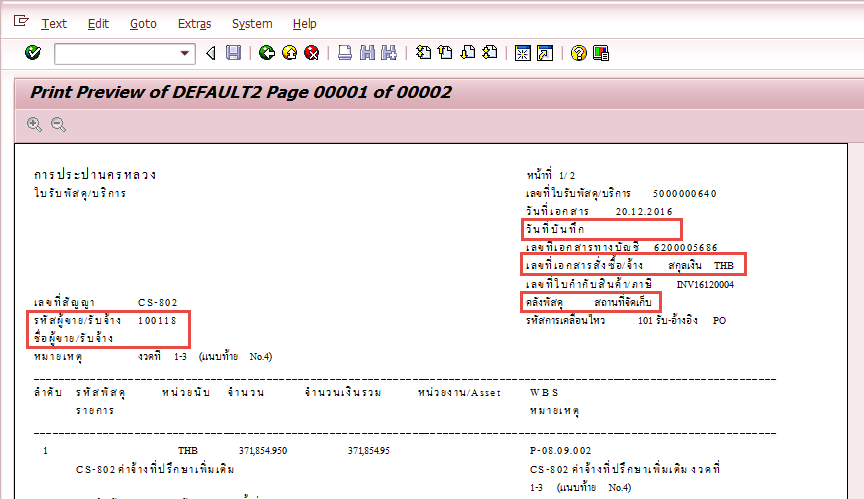 Text Edit Goto Extras System Help
Print Preview of DEFAULT2 Page 00001 of 00002
การประปานครหลวง
ใบรับพัสดุ/บริการ
หน้าที่ 1/ 2
เลขที่ใบรับพัสดุ/บริการ 5000000640
วันที่เอกสาร 20.12.2016
วันที่บันทึก
เลขที่เอกสารทางบัญชี 6200005686
เลขที่เอกสารสั่งซื้อ/จ้าง สกุลเงิน THB
เลขที่ใบกำกับสินค้า/ภาษี INV16120004
เลขที่สัญญา CS-802
คลังพัสดุ สถานที่จัดเก็บ
รหัสผู้ขาย/รับจ้าง 100118
รหัสการเคลื่อนไหว 101 รับ-อ้างอิง PO
ชื่อผู้ขาย/รับจ้าง
หมายเหตุ งวดที่ 1-3 (แนบท้าย No.4)
ลำดับ รหัสพัสดุ หน่วยนับ จำนวน จำนวนเงินรวม หน่วยงาน/Asset WBS
รายการ หมายเหตุ
1 THB 371,854.950 371,854.95 P-08.09.002
CS-802 ค่าจ้างที่ปรึกษาเพิ่มเติม CS-802 ค่าจ้างที่ปรึกษาเพิ่มเติม งวดที่
1-3 (แนบท้าย No.4)